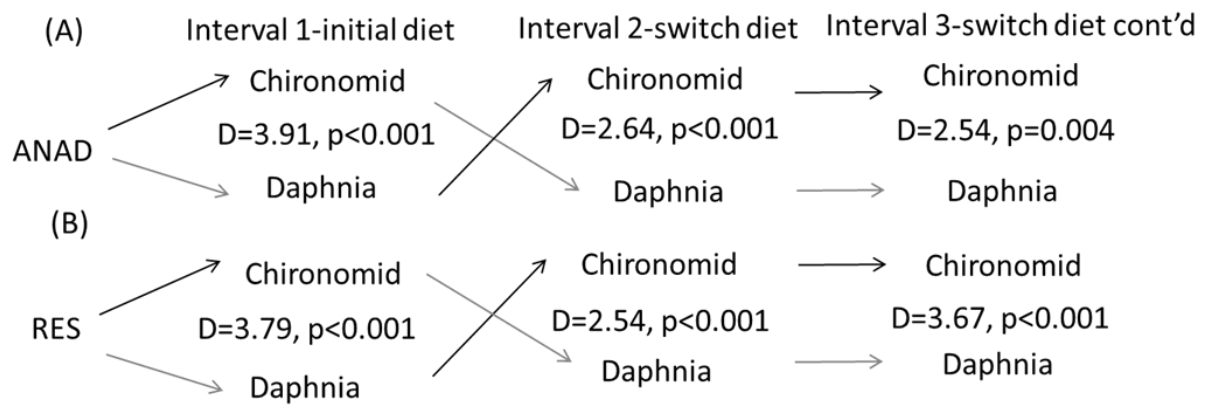 (A) Interval 1-initial diet Interval 2-switch diet Interval 3-switch diet cont’d
Chironomid Chironomid Chironomid
D=3.91, p<0.001 D=2.64, p<0.001 D=2.54, p=0.004
ANAD
Daphnia Daphnia Daphnia
(B)
Chironomid Chironomid Chironomid
RES D=3.79, p<0.001 D=2.54, p<0.001 D=3.67, p<0.001
Daphnia Daphnia Daphnia